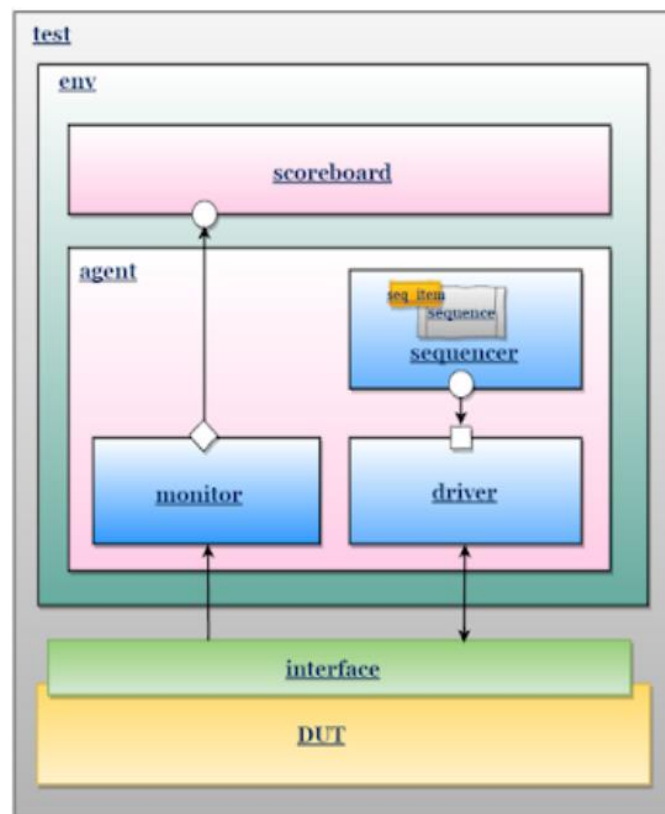 test
env
scoreboard
agent
seq_item
sequence
sequencer
monitor
driver
interface
DUT